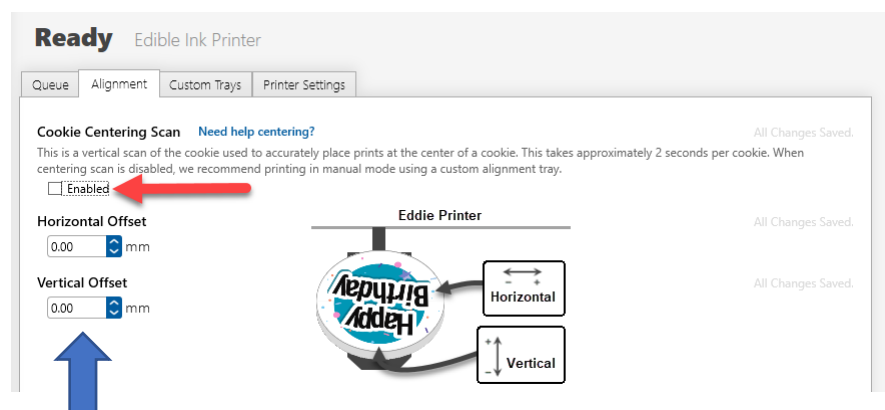 Ready Edible Ink Printer
Queue Alignment Custom Trays Printer Settings
Cookie Centering Scan Need help centering? All Changes Saved.
This is a vertical scan of the cookie used to accurately place prints at the center of a cookie. This takes approximately 2 seconds per cookie. When
centering scan is disabled, we recommend printing in manual mode using a custom alignment tray.
Enabled
Horizontal Offset All Changes Saved.
0.00 mm
Vertical Offset All Changes Saved.
0.00 mm
Eddie Printer
Happy
Birthday
- +
Horizontal
+
- Vertical